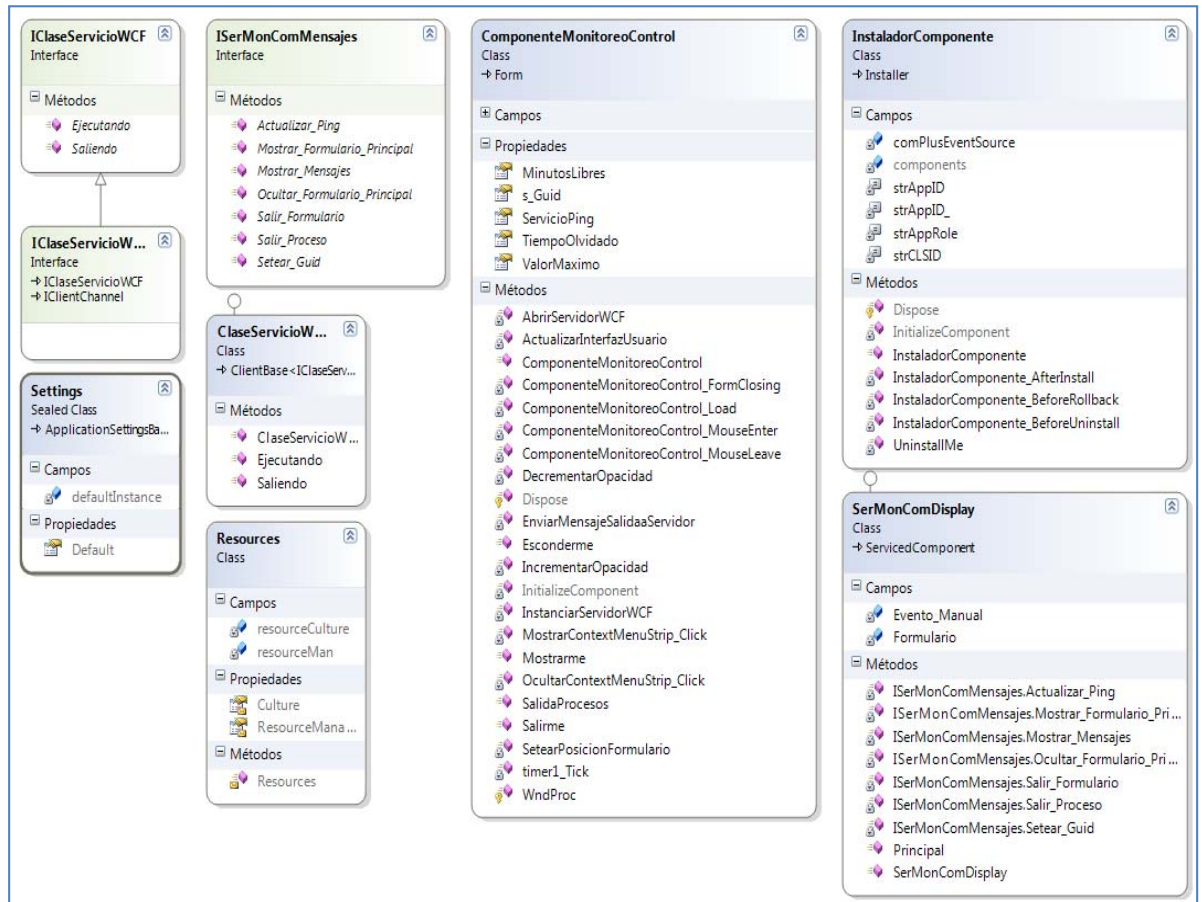 IClaseServicioWCF
Interface
Métodos
Ejecutando
Saliendo
IClaseServicioW...
Interface
IClaseServicioWCF
IClientChannel
Settings
Sealed Class
ApplicationSettingsBa...
Campos
defaultInstance
Propiedades
Default
ISerMonComMensajes
Interface
Métodos
Actualizar_Ping
Mostrar_Formulario_Principal
Mostrar_Mensajes
Ocultar_Formulario_Principal
Salir_Formulario
Salir_Proceso
Setear_Guid
ClaseServicioW...
Class
ClientBase<IClaseServ...
Métodos
ClaseServicioW...
Ejecutando
Saliendo
Resources
Class
Campos
resourceCulture
resourceMan
Propiedades
Culture
ResourceMana...
Métodos
Resources
ComponenteMonitoreoControl
Class
Form
Campos
Propiedades
MinutosLibres
s_Guid
ServicioPing
TiempoOlvidado
ValorMaximo
Métodos
AbrirServidorWCF
ActualizarInterfazUsuario
ComponenteMonitoreoControl
ComponenteMonitoreoControl_FormClosing
ComponenteMonitoreoControl_Load
ComponenteMonitoreoControl_MouseEnter
ComponenteMonitoreoControl_MouseLeave
DecrementarOpacidad
Dispose
EnviarMensajeSalidaaServidor
Esconderme
IncrementarOpacidad
InitializeComponent
InstanciarServidorWCF
MostrarContextMenuStrip_Click
Mostrarme
OcultarContextMenuStrip_Click
SalidaProcesos
Salirme
SetearPosicionFormulario
timer1_Tick
WndProc
InstaladorComponente
Class
Installer
Campos
comPlusEventSource
components
strAppID
strAppID_
strAppRole
strCLSID
Métodos
Dispose
InitializeComponent
InstaladorComponente
InstaladorComponente_AfterInstall
InstaladorComponente_BeforeRollback
InstaladorComponente_BeforeUninstall
UninstallMe
SerMonComDisplay
Class
ServicedComponent
Campos
Evento_Manual
Formulario
Métodos
ISerMonComMensajes.Actualizar_Ping
ISerMonComMensajes.Mostrar_Formulario_Pri...
ISerMonComMensajes.Mostrar_Mensajes
ISerMonComMensajes.Ocultar_Formulario_Pri...
ISerMonComMensajes.Salir_Formulario
ISerMonComMensajes.Salir_Proceso
ISerMonComMensajes.Setear_Guid
Principal
SerMonComDisplay